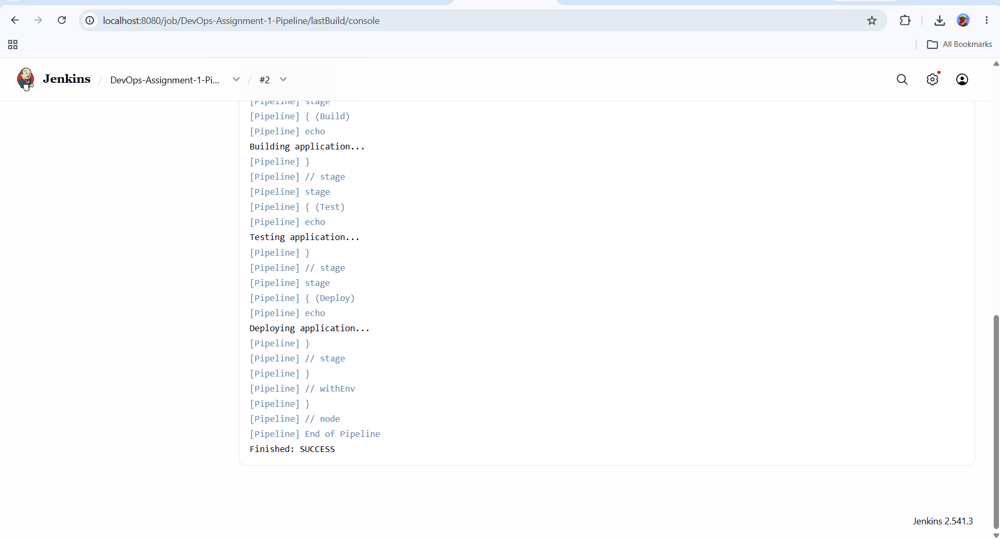 localhost:8080/job/DevOps-Assignment-1-Pipeline/lastBuild/console
All Bookmarks
Jenkins / DevOps-Assignment-1-Pi... / #2
[Pipeline] stage
[Pipeline] { (Build)
[Pipeline] echo
Building application...
[Pipeline] }
[Pipeline] // stage
[Pipeline] stage
[Pipeline] { (Test)
[Pipeline] echo
Testing application...
[Pipeline] }
[Pipeline] // stage
[Pipeline] stage
[Pipeline] { (Deploy)
[Pipeline] echo
Deploying application...
[Pipeline] }
[Pipeline] // stage
[Pipeline] }
[Pipeline] // withEnv
[Pipeline] }
[Pipeline] // node
[Pipeline] End of Pipeline
Finished: SUCCESS
Jenkins 2.541.3